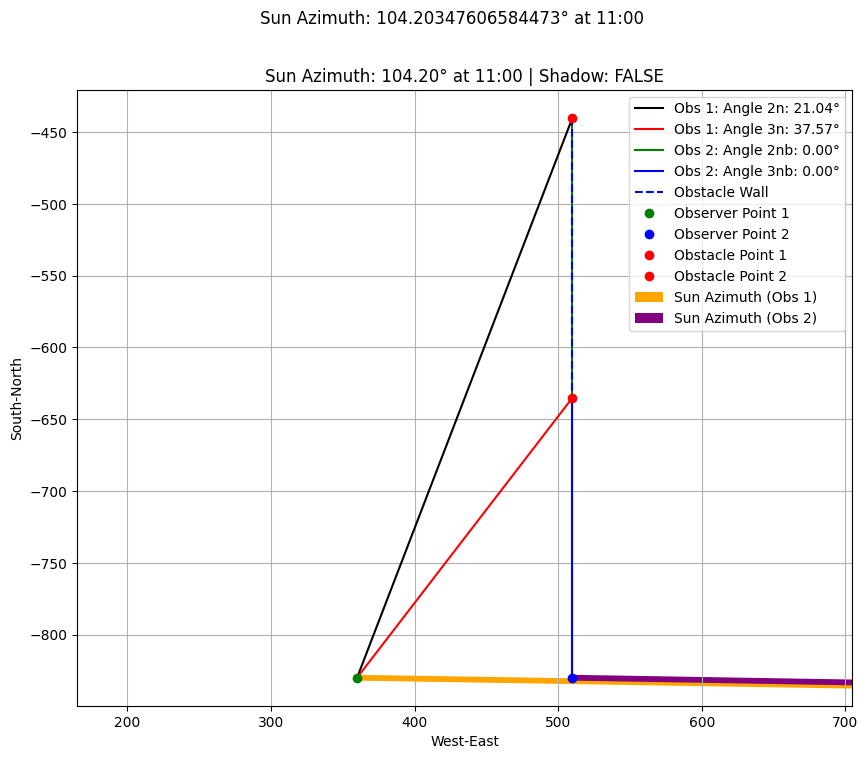 Sun Azimuth: 104.20347606584473° at 11:00
Sun Azimuth: 104.20° at 11:00 | Shadow: FALSE
Obs 1: Angle 2n: 21.04°
Obs 1: Angle 3n: 37.57°
Obs 2: Angle 2nb: 0.00°
Obs 2: Angle 3nb: 0.00°
Obstacle Wall
Observer Point 1
Observer Point 2
Obstacle Point 1
Obstacle Point 2
Sun Azimuth (Obs 1)
Sun Azimuth (Obs 2)
−450
−500
−550
−600
−650
−700
−750
−800
South-North
200 300 400 500 600 700
West-East